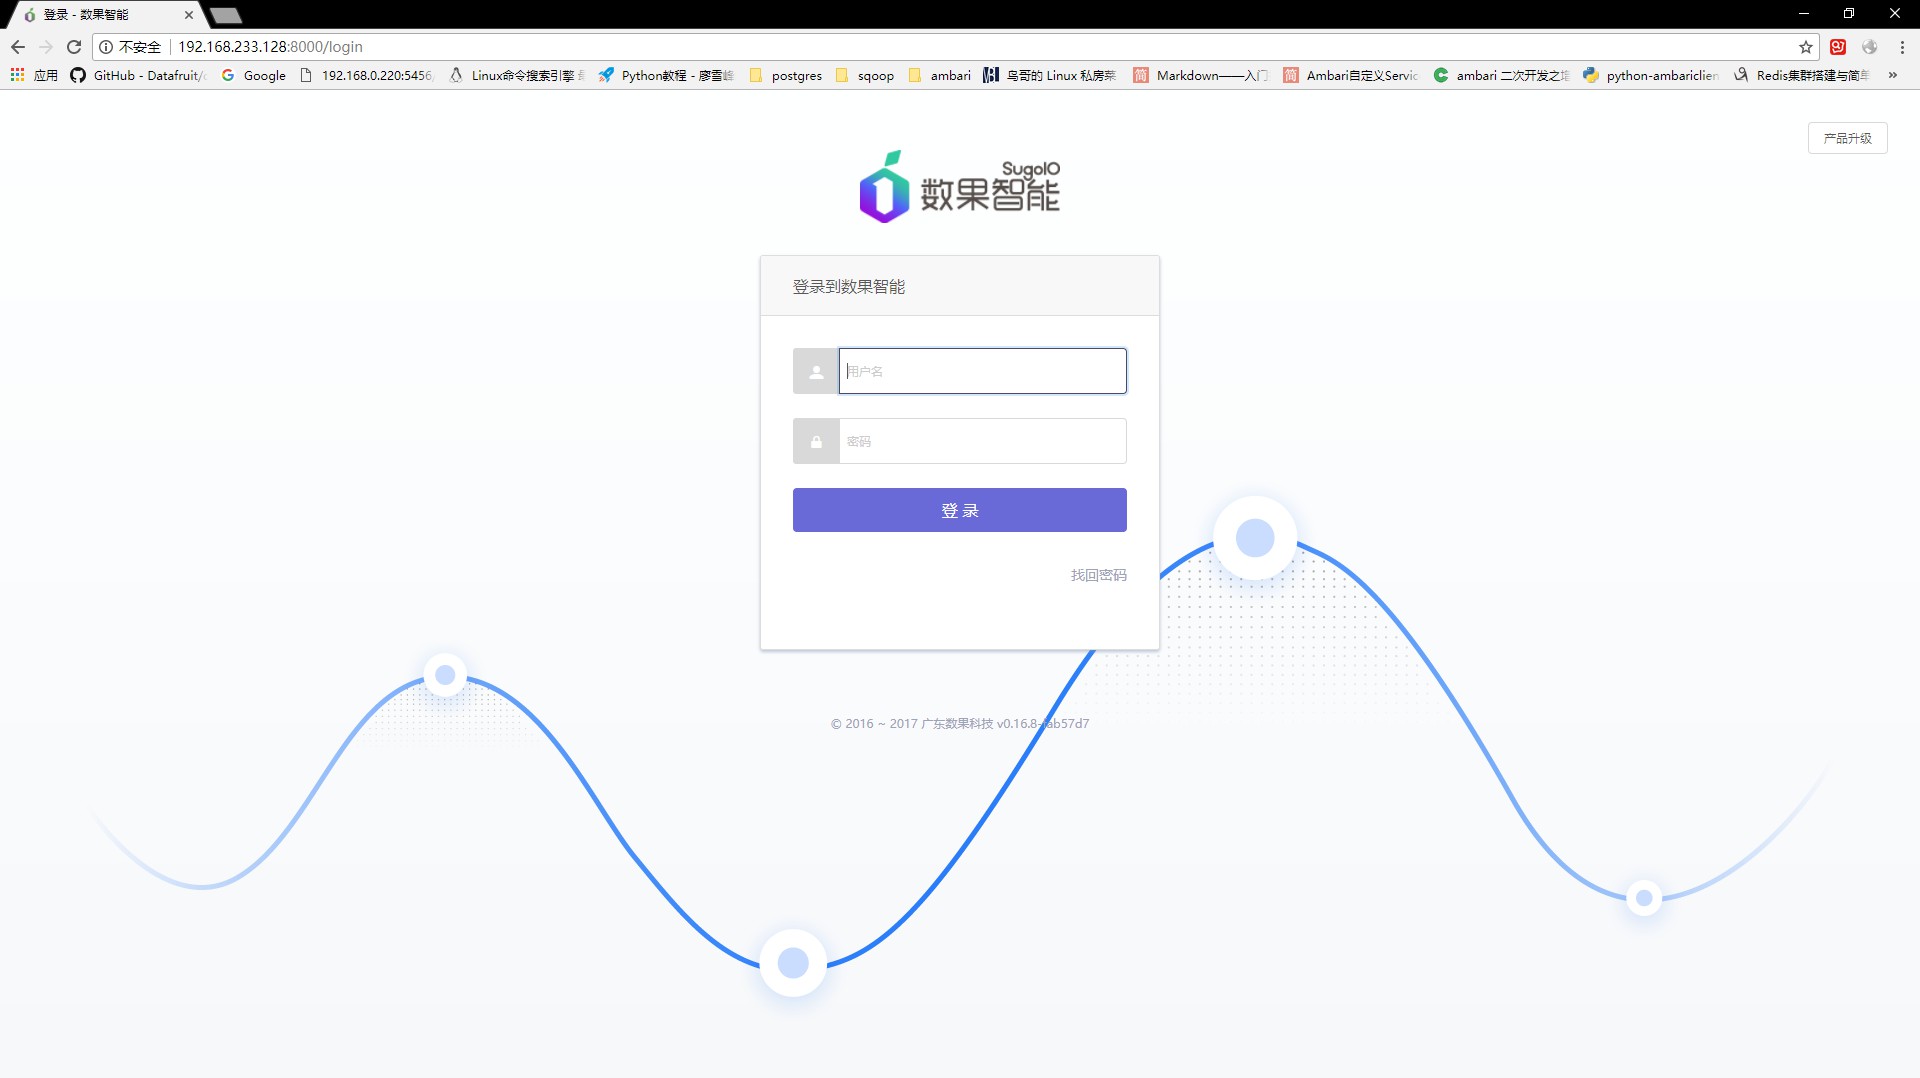 登录 - 数果智能
不安全 192.168.233.128:8000/login
应用 GitHub - Datafruit/ Google 192.168.0.220:5456 Linux命令搜索引擎 Python教程 - 廖雪峰 postgres sqoop ambari 鸟哥的 Linux 私房菜 Markdown——入门 Ambari自定义Servic ambari 二次开发之 python-ambariclien Redis集群搭建与简单 »
产品升级
SugoIO
数果智能
登录到数果智能
用户名
密码
登 录
找回密码
© 2016 ~ 2017 广东数果科技 v0.16.8-fab57d7